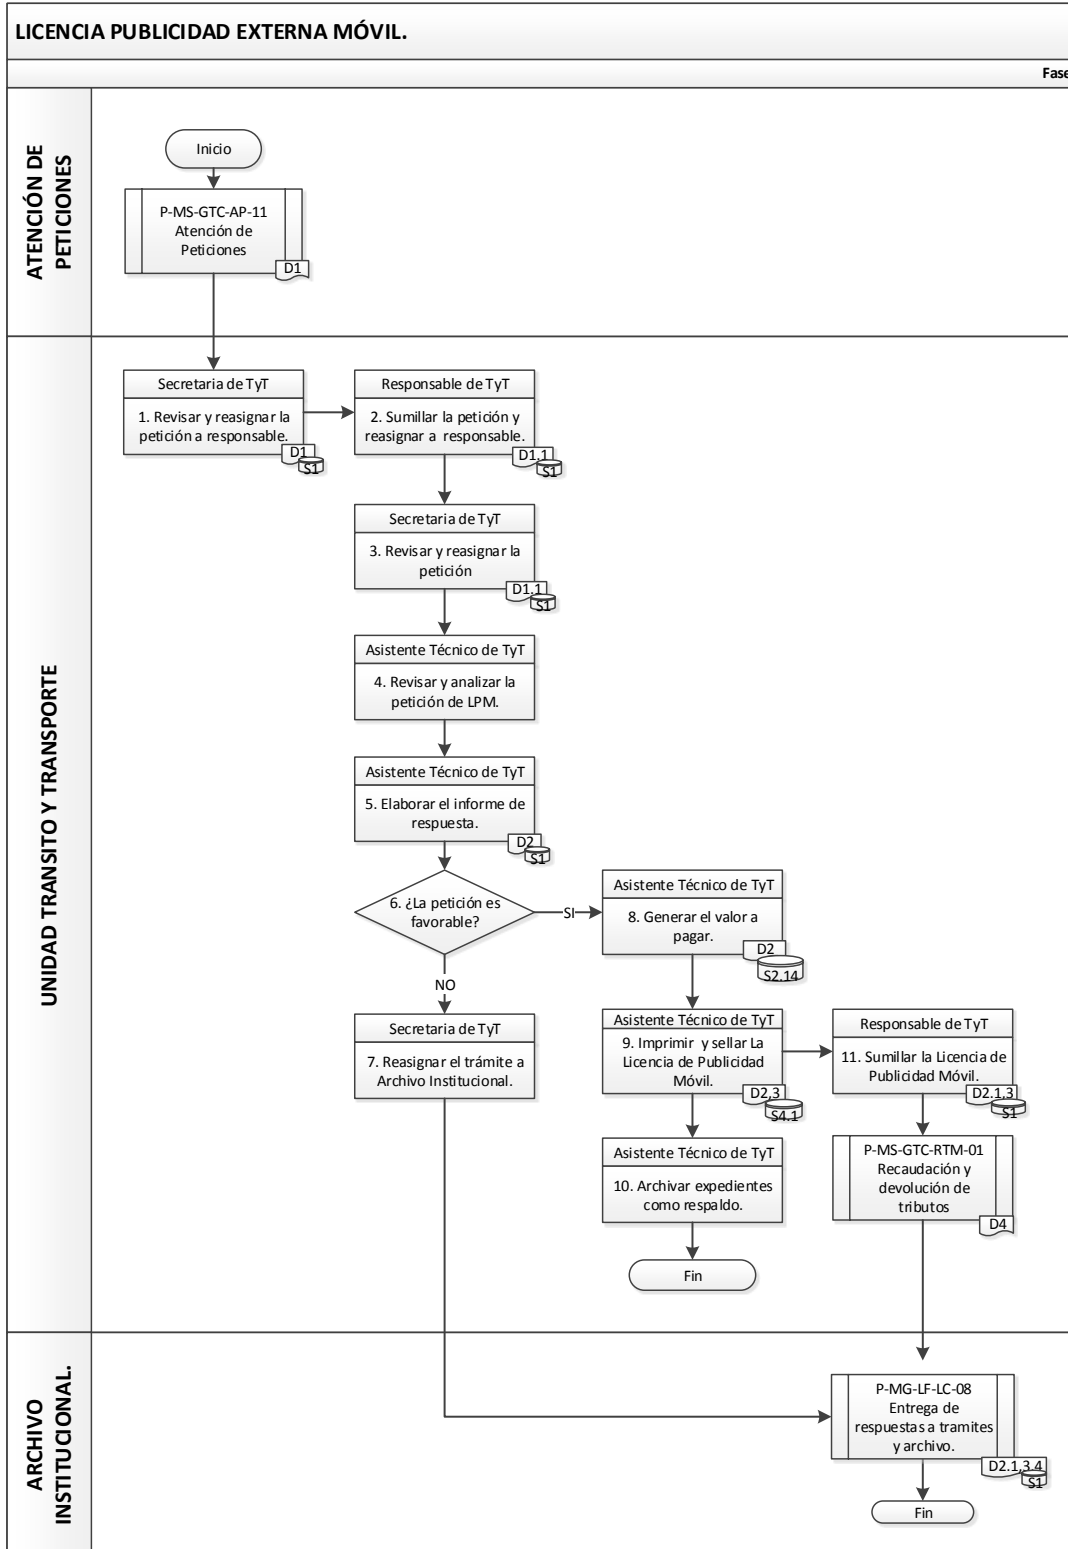 LICENCIA PUBLICIDAD EXTERNA MÓVIL.
Fase
ATENCIÓN DE
PETICIONES
Inicio
P-MS-GTC-AP-11
Atención de
Peticiones
D1
UNIDAD TRANSITO Y TRANSPORTE
Secretaria de TyT
1. Revisar y reasignar la
petición a responsable.
D1
S1
Responsable de TyT
2. Sumillar la petición y
reasignar a responsable.
D1.1
S1
Secretaria de TyT
3. Revisar y reasignar la
petición
D1.1
S1
Asistente Técnico de TyT
4. Revisar y analizar la
petición de LPM.
Asistente Técnico de TyT
5. Elaborar el informe de
respuesta.
D2
S1
6. ¿La petición es
favorable?
SI
NO
Asistente Técnico de TyT
8. Generar el valor a
pagar.
D2
S2,14
Secretaria de TyT
7. Reasignar el trámite a
Archivo Institucional.
Asistente Técnico de TyT
9. Imprimir y sellar La
Licencia de Publicidad
Móvil.
D2,3
S4.1
Responsable de TyT
11. Sumillar la Licencia de
Publicidad Móvil.
D2.1,3
S1
Asistente Técnico de TyT
10. Archivar expedientes
como respaldo.
Fin
P-MS-GTC-RTM-01
Recaudación y
devolución de
tributos
D4
ARCHIVO
INSTITUCIONAL.
P-MG-LF-LC-08
Entrega de
respuestas a tramites
y archivo.
D2.1,3.4
S1
Fin